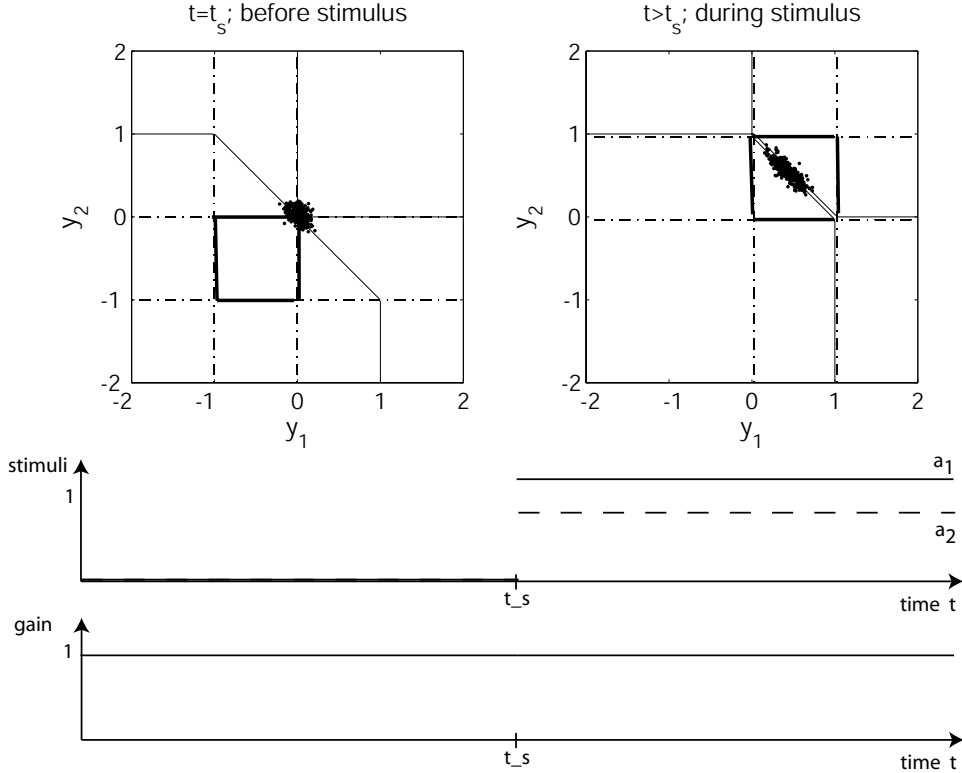 t=t_s; before stimulus
t>t_s; during stimulus
2
1
0
-1
-2
y_2
-2
-1
0
1
2
y_1
2
1
0
-1
-2
y_2
-2
-1
0
1
2
y_1
stimuli
1
a_1
a_2
t_s
time t
gain
1
t_s
time t